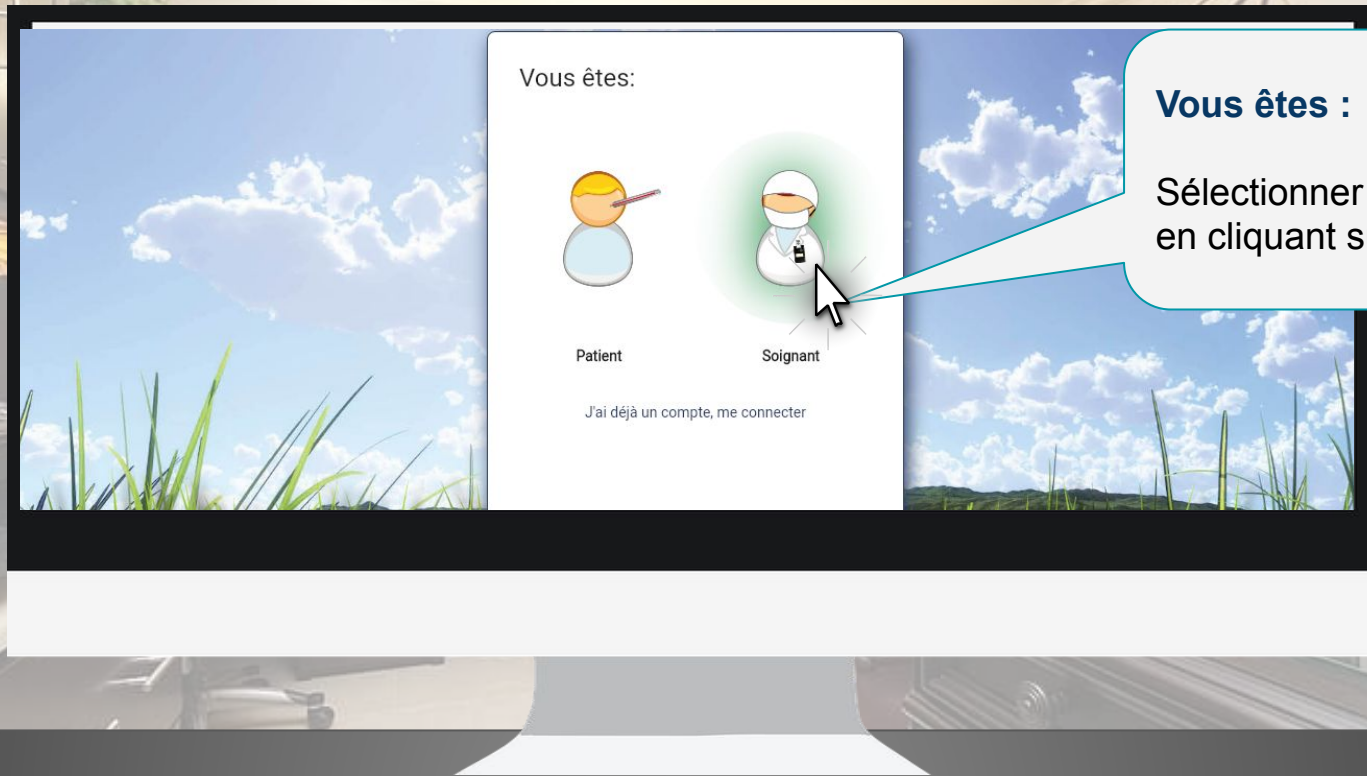 Vous êtes:
Patient
Soignant
J'ai déjà un compte, me connecter
Vous êtes :
Sélectionner
en cliquant